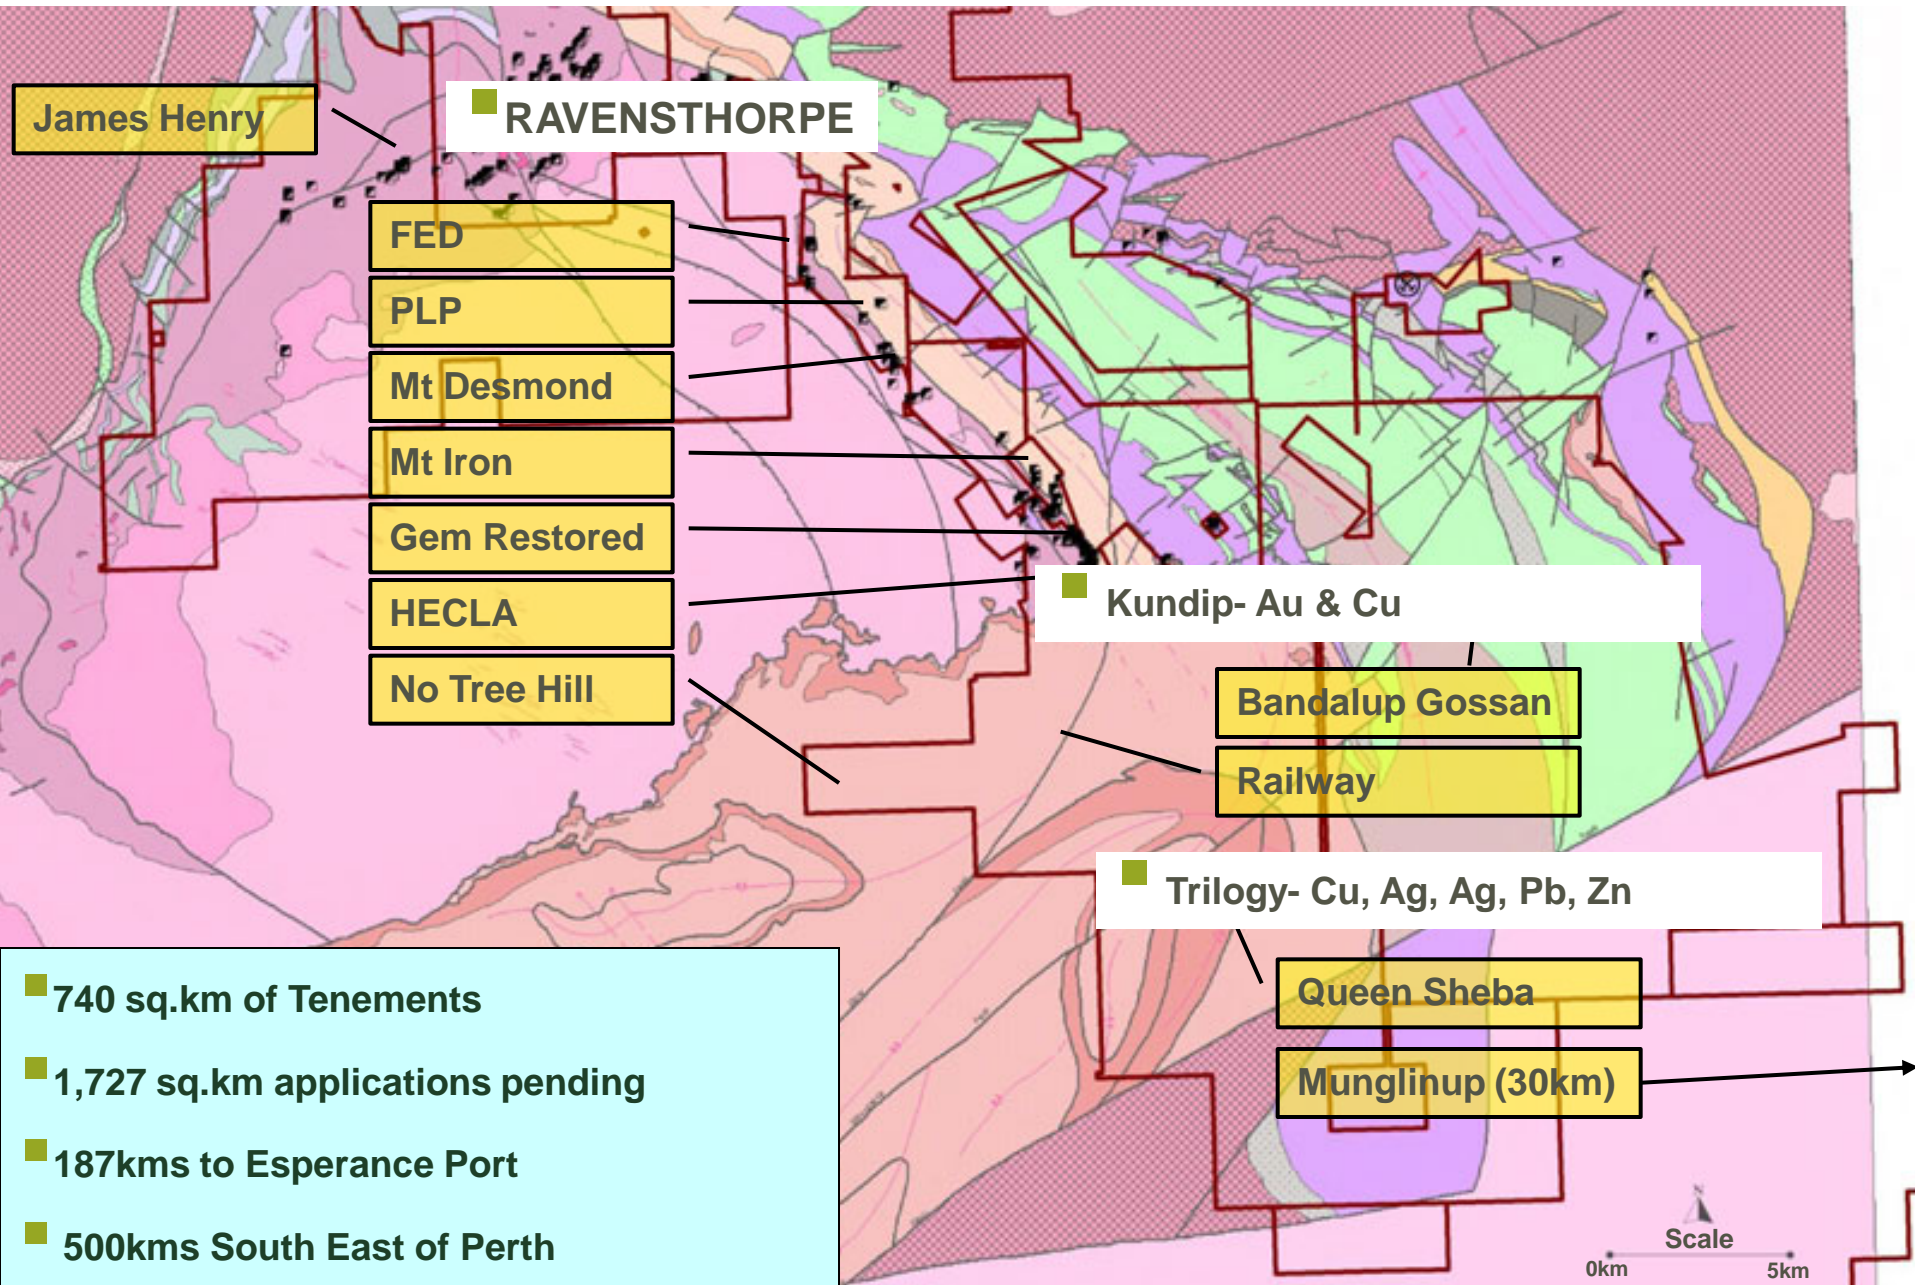 James Henry
RAVENSTHORPE
FED
PLP
Mt Desmond
Mt Iron
Gem Restored
HECLA
No Tree Hill
Kundip- Au & Cu
Bandalup Gossan
Railway
Trilogy- Cu, Ag, Ag, Pb, Zn
Queen Sheba
Munglinup (30km)
740 sq.km of Tenements
1,727 sq.km applications pending
187kms to Esperance Port
500kms South East of Perth
N
Scale
0km 5km